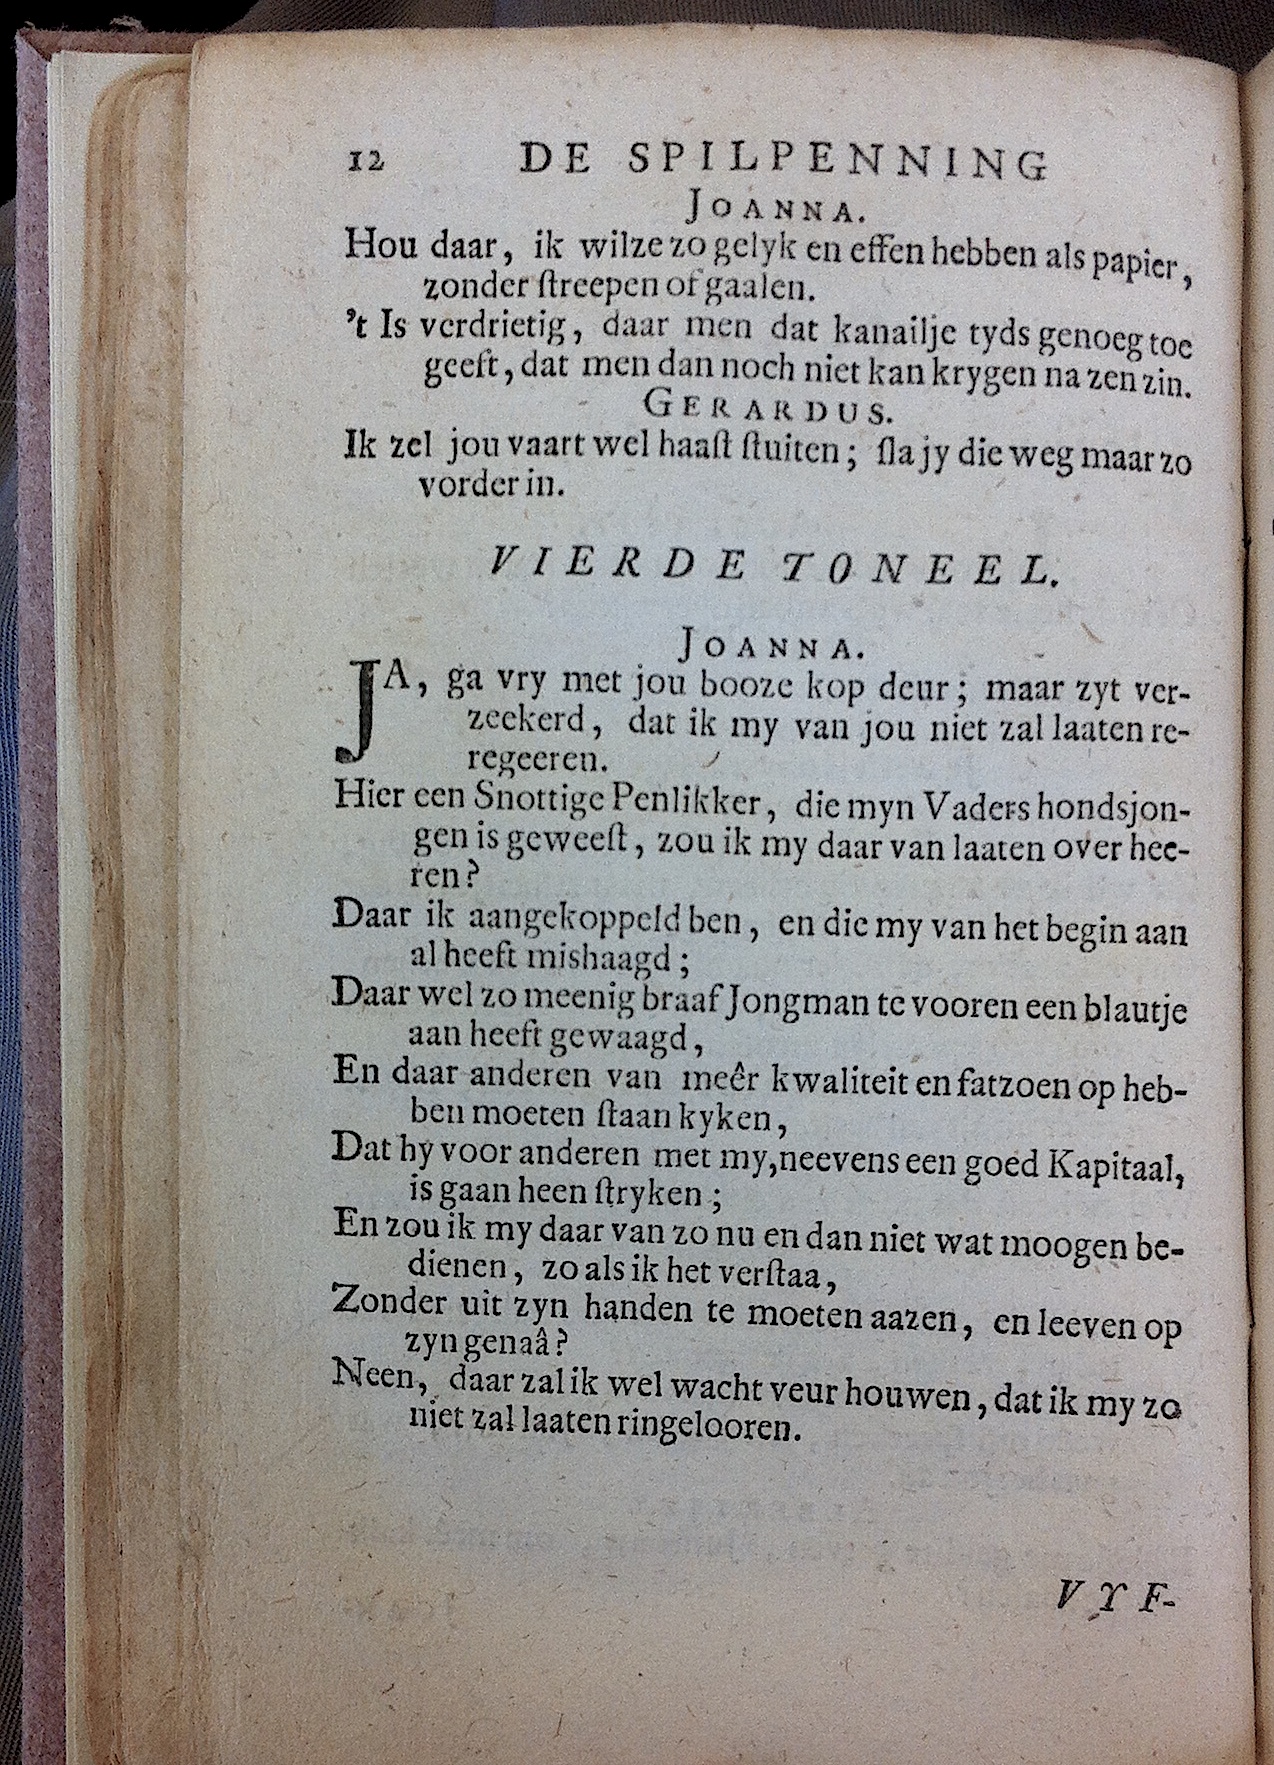 12 DE SPILPENNING
JOANNA.
Hou daar, ik wilze zo gelyk en effen hebben als papier,
zonder ſtreepen of gaalen.
't Is verdrietig, daar men dat kanailje tyds genoeg toe
geeft, dat men dan noch niet kan krygen na zen zin.
GERARDUS.
Ik zel jou vaart wel haaſt ſtuiten; ſla jy die weg maar zo
vorder in.
VIERDE TONEEL.
JOANNA.
JA, ga vry met jou booze kop deur; maar zyt ver-
zeekerd, dat ik my van jou niet zal laaten re-
regeeren.
Hier een Snottige Penlikker, die myn Vaders hondsjon-
gen is geweeſt, zou ik my daar van laaten over hee-
ren?
Daar ik aangekoppeld ben, en die my van het begin aan
al heeft mishaagd;
Daar wel zo meenig braaf Jongman te vooren een blautje
aan heeft gewaagd,
En daar anderen van meêr kwaliteit en fatzoen op heb-
ben moeten ſtaan kyken,
Dat hy voor anderen met my, neevens een goed Kapitaal,
is gaan heen ſtryken;
En zou ik my daar van zo nu en dan niet wat moogen be-
dienen, zo als ik het verſtaa,
Zonder uit zyn handen te moeten aazen, en leeven op
zyn genaâ?
Neen, daar zal ik wel wacht veur houwen, dat ik my zo
niet zal laaten ringelooren.
VYF-